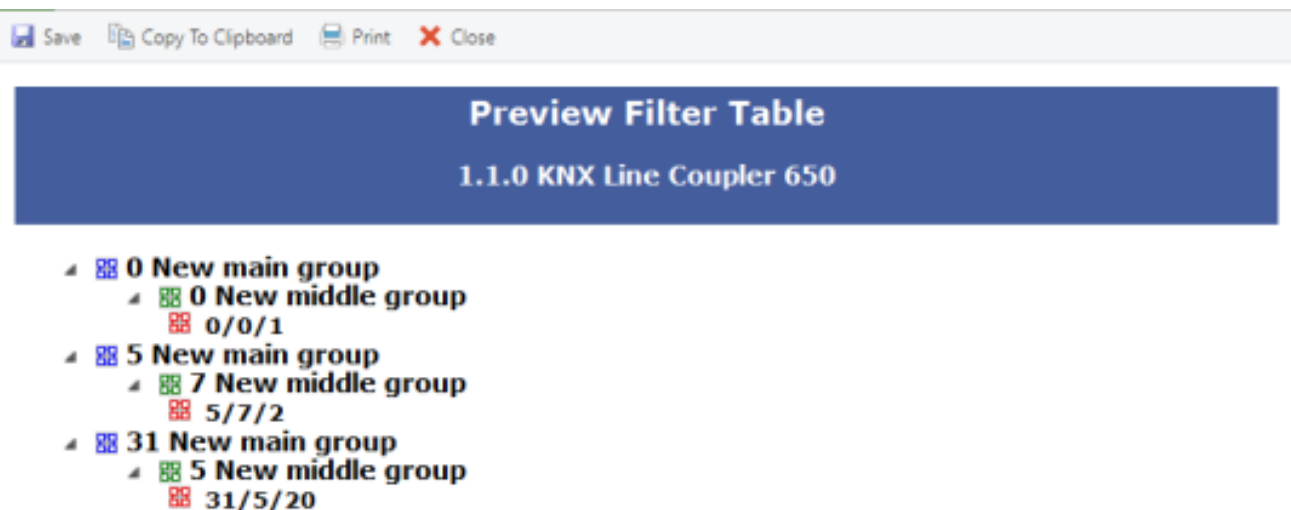 Save Copy To Clipboard Print Close
Preview Filter Table
1.1.0 KNX Line Coupler 650
0 New main group
0 New middle group
0/0/1
5 New main group
7 New middle group
5/7/2
31 New main group
5 New middle group
31/5/20